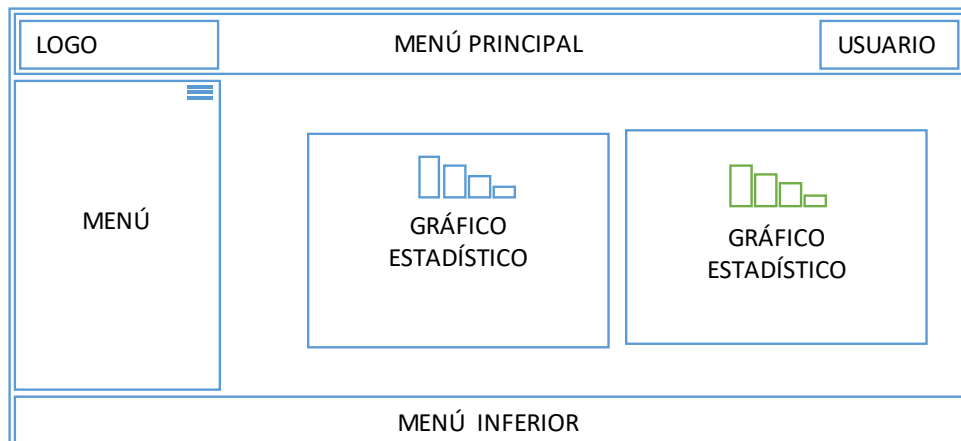 LOGO
MENÚ PRINCIPAL
USUARIO
MENÚ
GRÁFICO
ESTADÍSTICO
GRÁFICO
ESTADÍSTICO
MENÚ INFERIOR